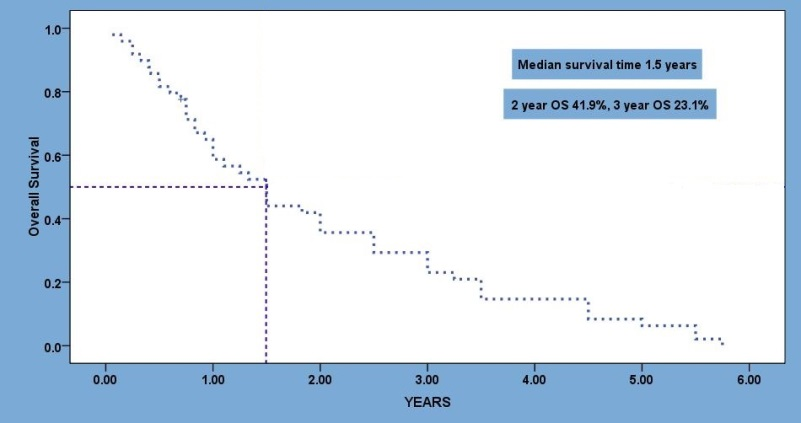 Median survival time 1.5 years
2 year OS 41.9%, 3 year OS 23.1%
Overall Survival
1.0
0.8
0.6
0.4
0.2
0.0
0.00 1.00 2.00 3.00 4.00 5.00 6.00
YEARS